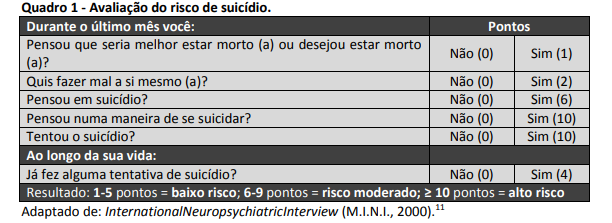 Quadro 1 - Avaliação do risco de suicídio.
Durante o último mês você: Pontos
Pensou que seria melhor estar morto (a) ou desejou estar morto Não (0) Sim (1)
(a)?
Quis fazer mal a si mesmo (a)? Não (0) Sim (2)
Pensou em suicídio? Não (0) Sim (6)
Pensou numa maneira de se suicidar? Não (0) Sim (10)
Tentou o suicídio? Não (0) Sim (10)
Ao longo da sua vida:
Já fez alguma tentativa de suicídio? Não (0) Sim (4)
Resultado: 1-5 pontos = baixo risco; 6-9 pontos = risco moderado; ≥ 10 pontos = alto risco
Adaptado de: InternationalNeuropsychiatricInterview (M.I.N.I., 2000).11